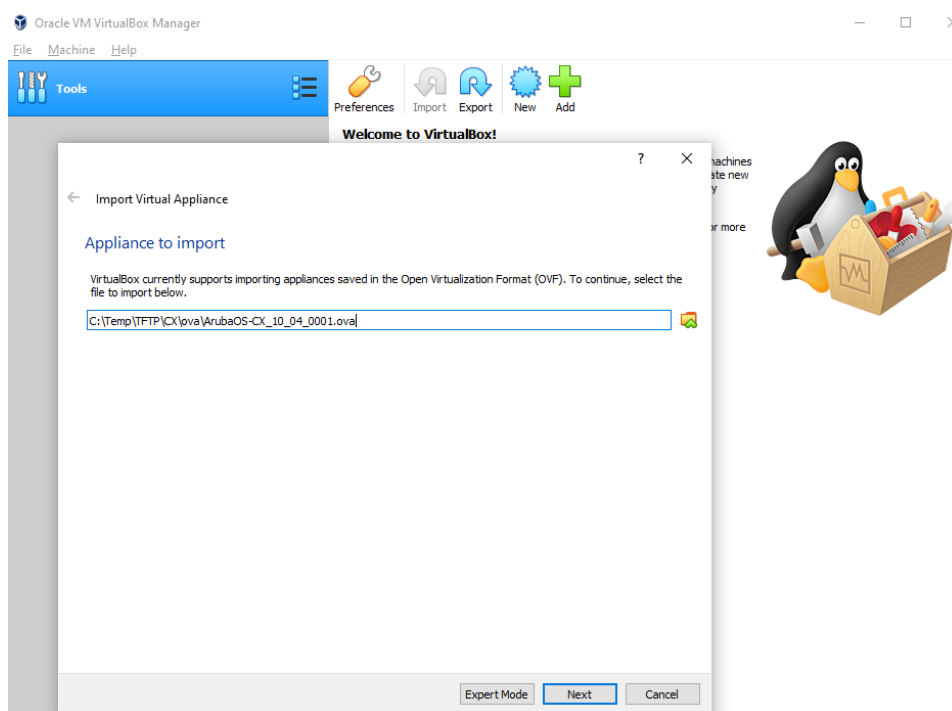 Oracle VM VirtualBox Manager
File Machine Help
Tools
Preferences Import Export New Add
Welcome to VirtualBox!
machines
ate new
y
or more
?
Import Virtual Appliance
Appliance to import
VirtualBox currently supports importing appliances saved in the Open Virtualization Format (OVF). To continue, select the
file to import below.
C:\Temp\TFTP\CX\ova\ArubaOS-CX_10_04_0001.ova
Expert Mode Next Cancel